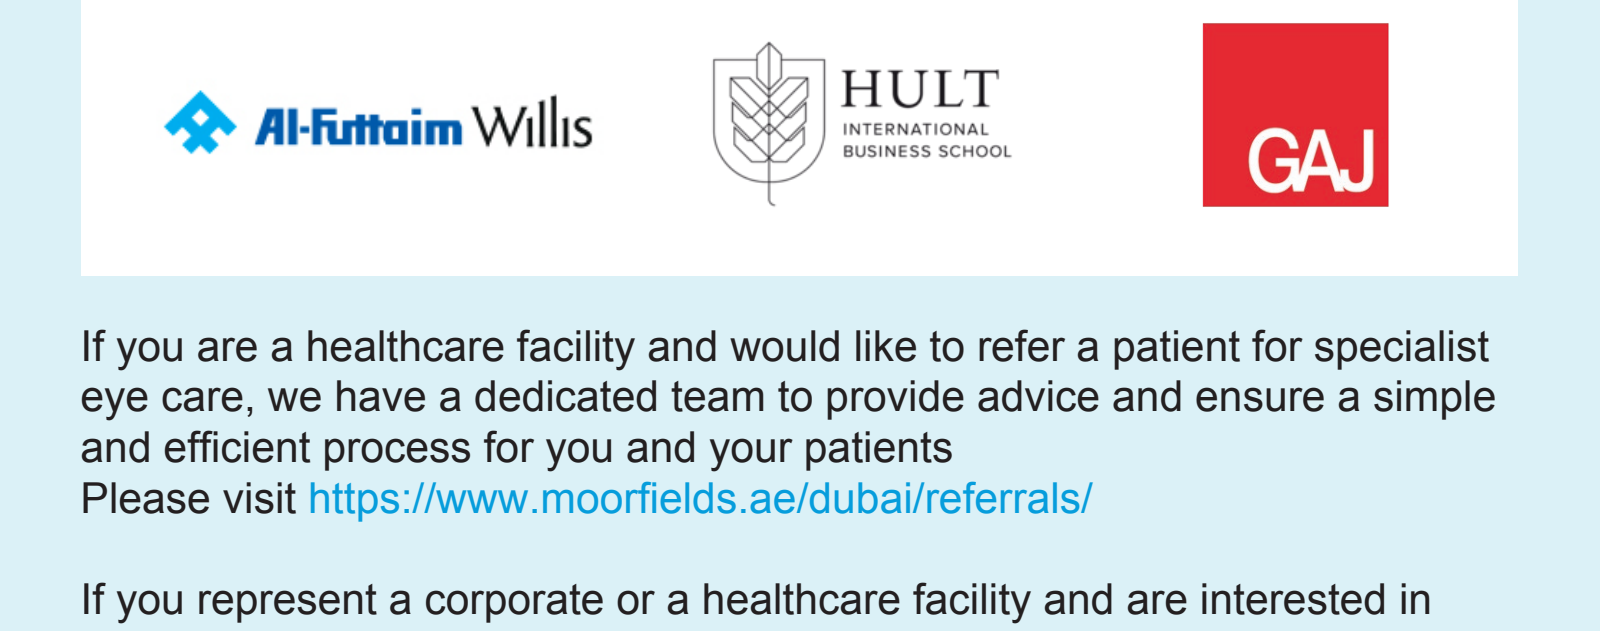 Al-Futtaim Willis
HULT
INTERNATIONAL
BUSINESS SCHOOL
GAJ
If you are a healthcare facility and would like to refer a patient for specialist
eye care, we have a dedicated team to provide advice and ensure a simple
and efficient process for you and your patients
Please visit https://www.moorfields.ae/dubai/referrals/
If you represent a corporate or a healthcare facility and are interested in